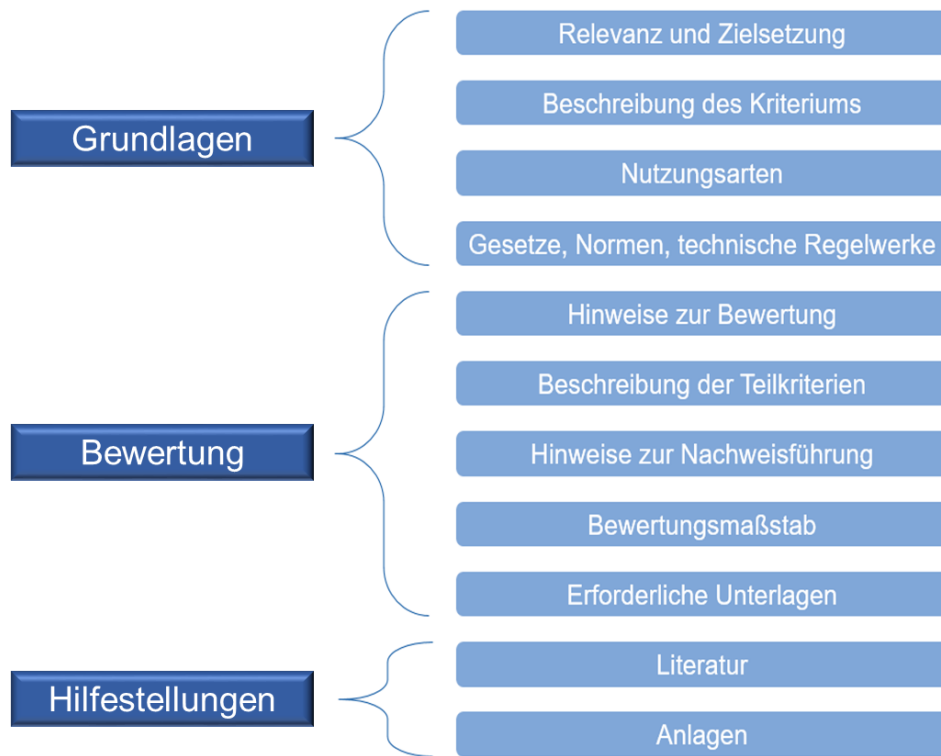 Grundlagen
Relevanz und Zielsetzung
Beschreibung des Kriteriums
Nutzungsarten
Gesetze, Normen, technische Regelwerke
Bewertung
Hinweise zur Bewertung
Beschreibung der Teilkriterien
Hinweise zur Nachweisführung
Bewertungsmaßstab
Erforderliche Unterlagen
Hilfestellungen
Literatur
Anlagen